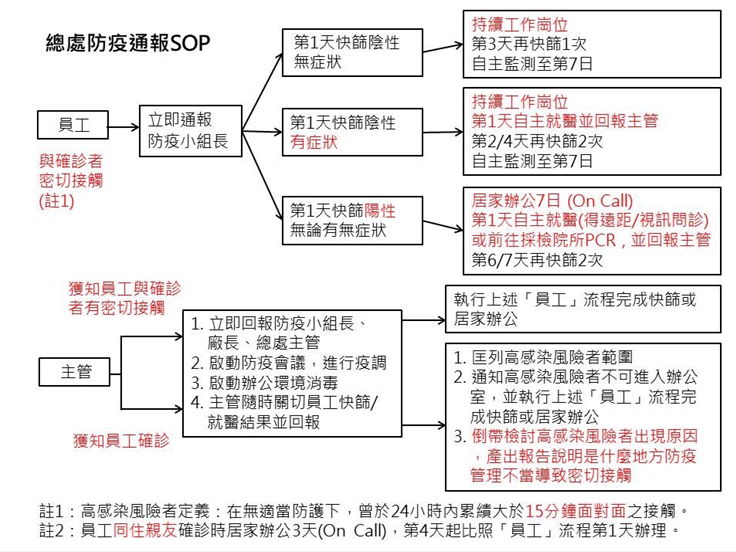 總處防疫通報SOP
員工
與確診者
密切接觸
(註1)
立即通報
防疫小組長
第1天快篩陰性
無症狀
持續工作崗位
第3天再快篩1次
自主監測至第7日
第1天快篩陰性
有症狀
持續工作崗位
第1天自主就醫並回報主管
第2/4天再快篩2次
自主監測至第7日
第1天快篩陽性
無論有無症狀
居家辦公7日 (On Call)
第1天自主就醫(得遠距/視訊問診)
或前往採檢院所PCR，並回報主管
第6/7天再快篩2次
主管
獲知員工與確診
者有密切接觸
獲知員工確診
1. 立即回報防疫小組長、
廠長、總處主管
2. 啟動防疫會議，進行疫調
3. 啟動辦公環境消毒
4. 主管隨時關切員工快篩/
就醫結果並回報
執行上述「員工」流程完成快篩或
居家辦公
1. 匡列高感染風險者範圍
2. 通知高感染風險者不可進入辦公
室，並執行上述「員工」流程完
成快篩或居家辦公
3. 倒帶檢討高感染風險者出現原因
，產出報告說明是什麼地方防疫
管理不當導致密切接觸
註1：高感染風險者定義：在無適當防護下，曾於24小時內累績大於15分鐘面對面之接觸。
註2：員工同住親友確診時居家辦公3天(On Call)，第4天起比照「員工」流程第1天辦理。